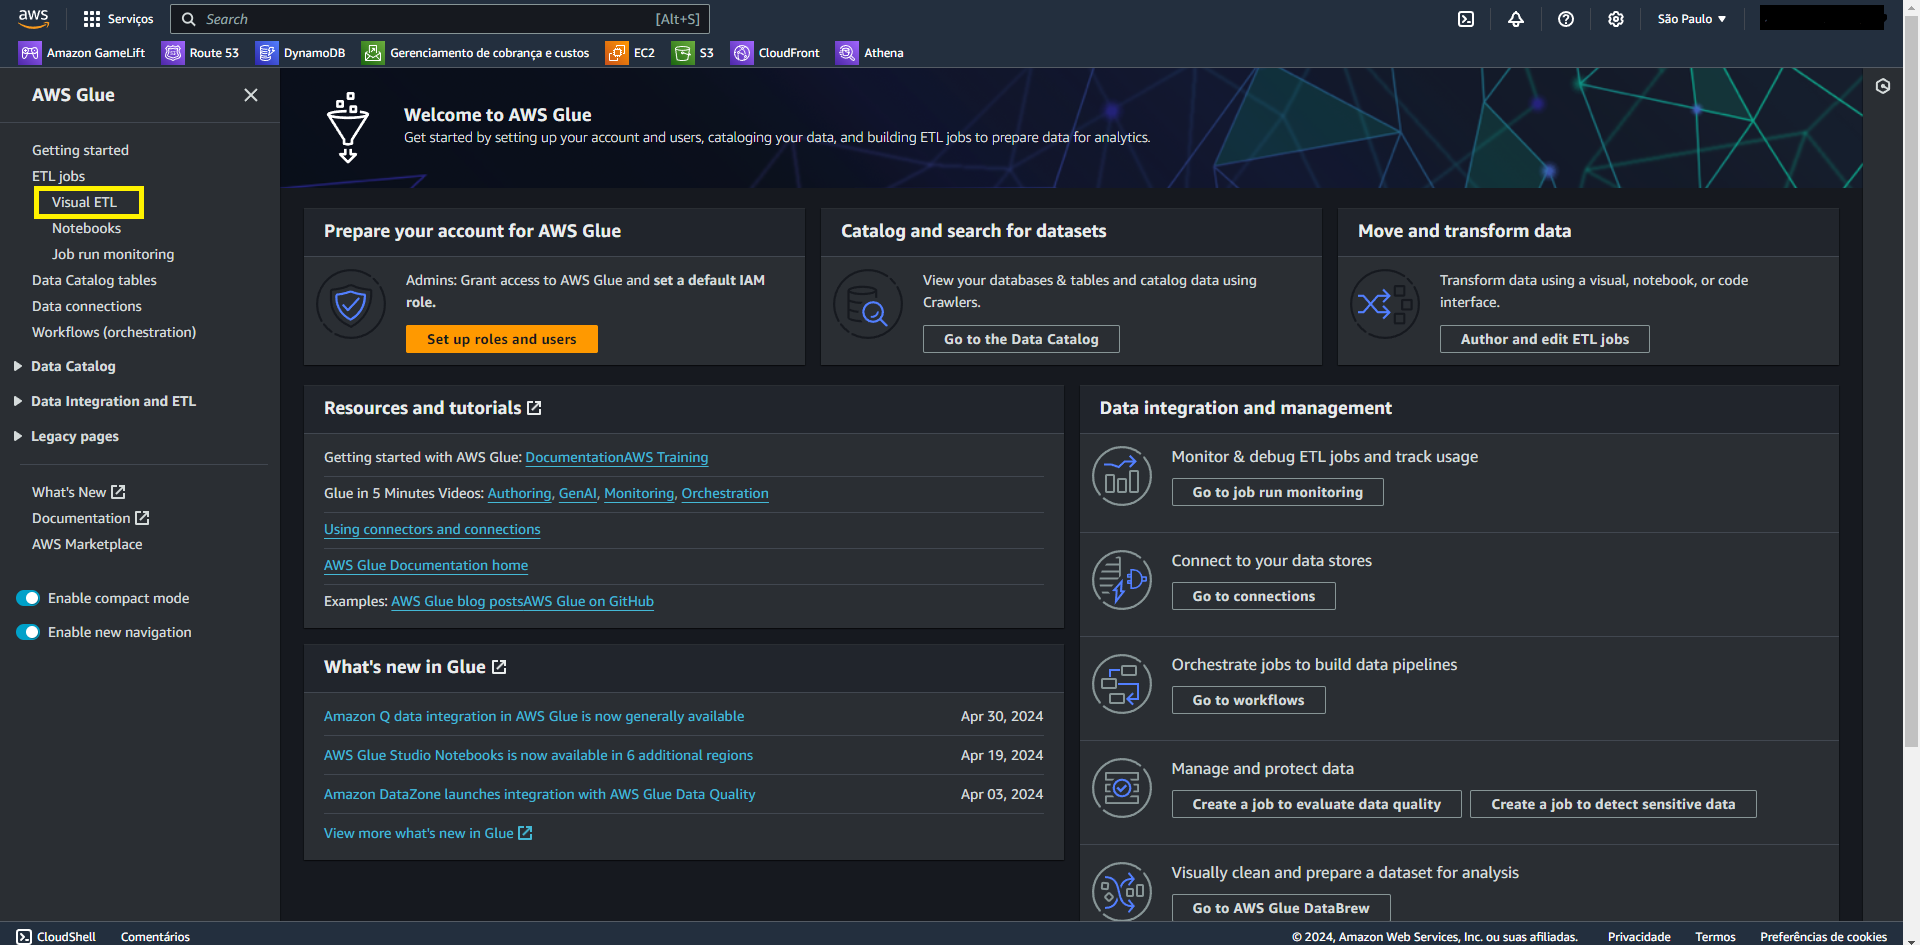 aws
Serviços
Search
[Alt+S]
São Paulo
Amazon GameLift
Route 53
DynamoDB
Gerenciamento de cobrança e custos
EC2
S3
CloudFront
Athena
AWS Glue
Getting started
ETL jobs
Visual ETL
Notebooks
Job run monitoring
Data Catalog tables
Data connections
Workflows (orchestration)
Data Catalog
Data Integration and ETL
Legacy pages
What's New
Documentation
AWS Marketplace
Enable compact mode
Enable new navigation
Welcome to AWS Glue
Get started by setting up your account and users, cataloging your data, and building ETL jobs to prepare data for analytics.
Prepare your account for AWS Glue
Admins: Grant access to AWS Glue and set a default IAM
role.
Set up roles and users
Catalog and search for datasets
View your databases & tables and catalog data using
Crawlers.
Go to the Data Catalog
Move and transform data
Transform data using a visual, notebook, or code
interface.
Author and edit ETL jobs
Resources and tutorials
Getting started with AWS Glue: DocumentationAWS Training
Glue in 5 Minutes Videos: Authoring, GenAI, Monitoring, Orchestration
Using connectors and connections
AWS Glue Documentation home
Examples: AWS Glue blog postsAWS Glue on GitHub
What's new in Glue
Amazon Q data integration in AWS Glue is now generally available
Apr 30, 2024
AWS Glue Studio Notebooks is now available in 6 additional regions
Apr 19, 2024
Amazon DataZone launches integration with AWS Glue Data Quality
Apr 03, 2024
View more what's new in Glue
Data integration and management
Monitor & debug ETL jobs and track usage
Go to job run monitoring
Connect to your data stores
Go to connections
Orchestrate jobs to build data pipelines
Go to workflows
Manage and protect data
Create a job to evaluate data quality
Create a job to detect sensitive data
Visually clean and prepare a dataset for analysis
Go to AWS Glue DataBrew
CloudShell
Comentários
© 2024, Amazon Web Services, Inc. ou suas afiliadas.
Privacidade
Termos
Preferências de cookies